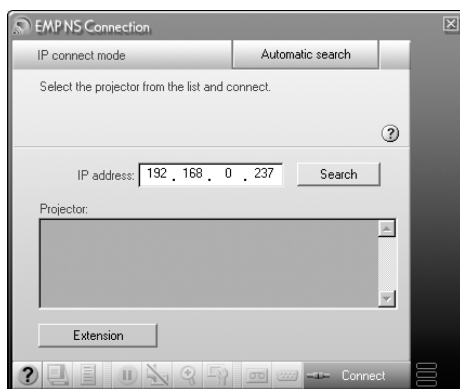 EMP NS Connection
IP connect mode
Automatic search
Select the projector from the list and connect.
?
IP address: 192 . 168 . 0 . 237 Search
Projector:
Extension
? Connect